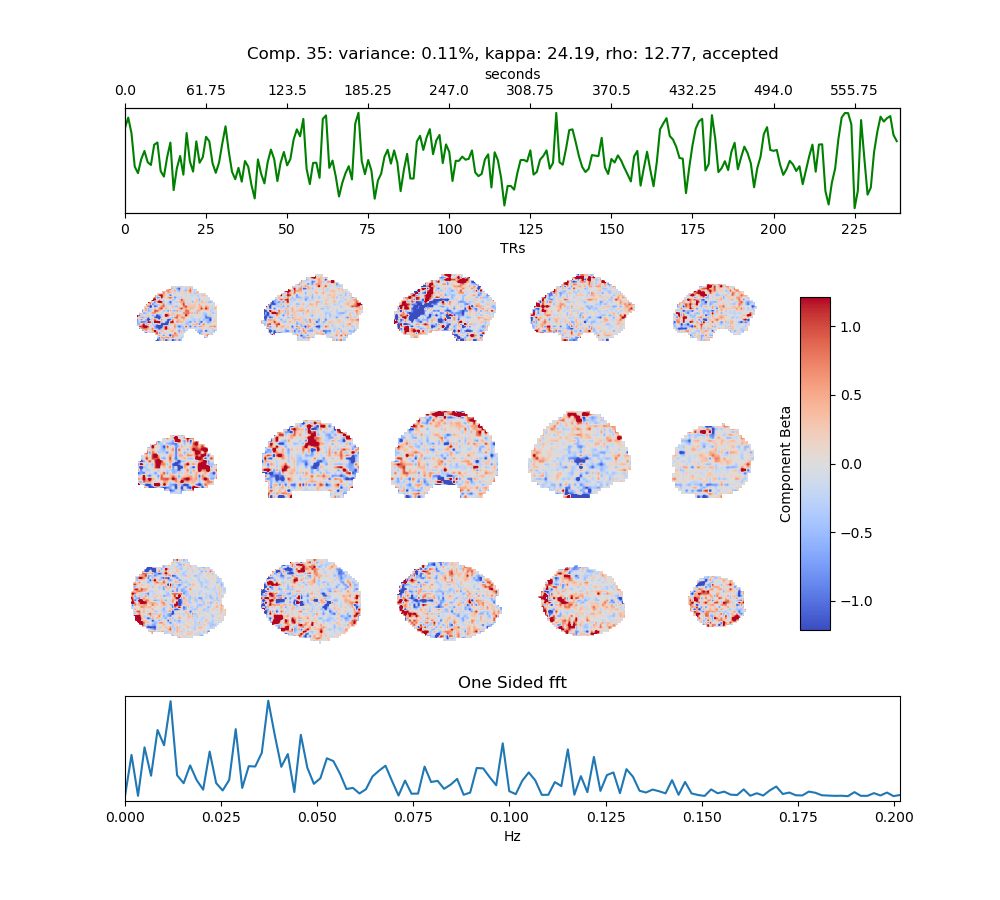 Comp. 35: variance: 0.11%, kappa: 24.19, rho: 12.77, accepted
seconds
0.0 61.75 123.5 185.25 247.0 308.75 370.5 432.25 494.0 555.75
0 25 50 75 100 125 150 175 200 225
TRs
Component Beta
1.0
0.5
0.0
−0.5
−1.0
One Sided fft
0.000 0.025 0.050 0.075 0.100 0.125 0.150 0.175 0.200
Hz